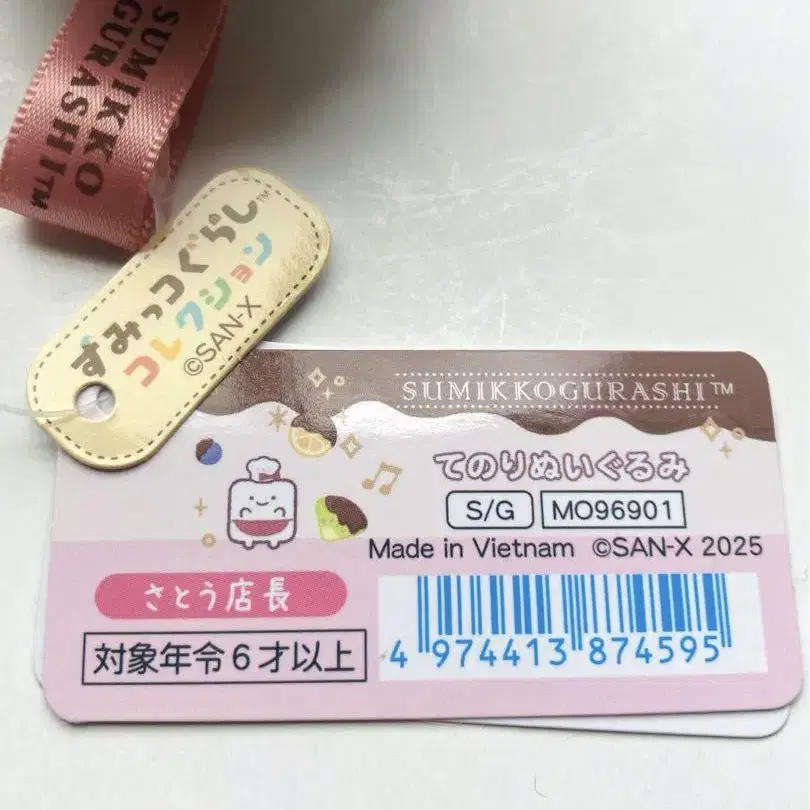 SUMIKKO
GURASHI™
すみっコぐらし™
コレクション
©SAN-X
SUMIKKOGURASHI™
てのりぬいぐるみ
S/G MO96901
Made in Vietnam ©SAN-X 2025
さとう店長
対象年令6才以上
4 974413 874595